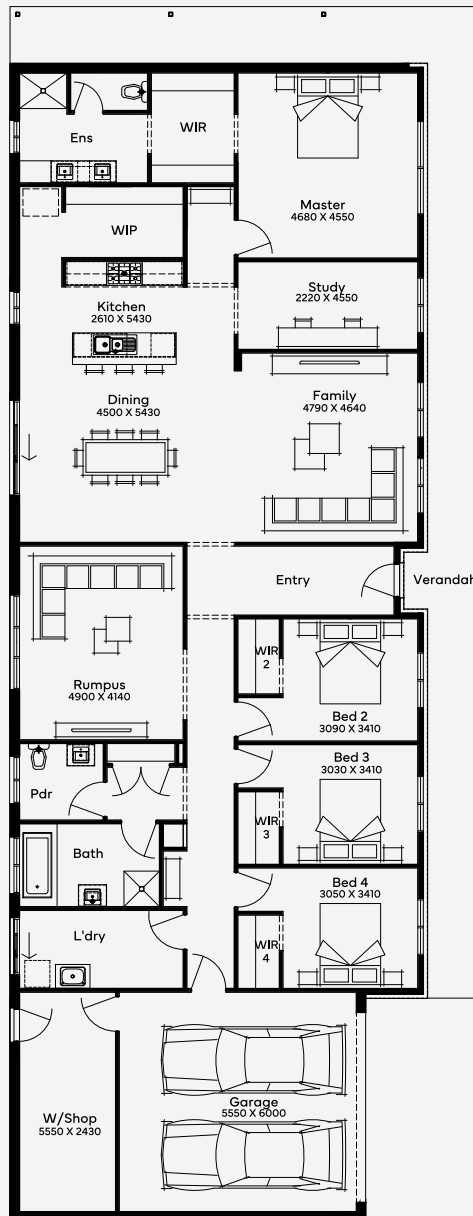 Ens
WIR
Master
4680 X 4550
WIP
Study
2220 X 4550
Kitchen
2610 X 5430
Dining
4500 X 5430
Family
4790 X 4640
Entry
Verandah
Rumpus
4900 X 4140
WIR
2
Bed 2
3090 X 3410
Bed 3
3030 X 3410
Pdr
WIR
3
Bath
Bed 4
3050 X 3410
L'dry
WIR
4
Garage
5550 X 6000
W/Shop
5550 X 2430